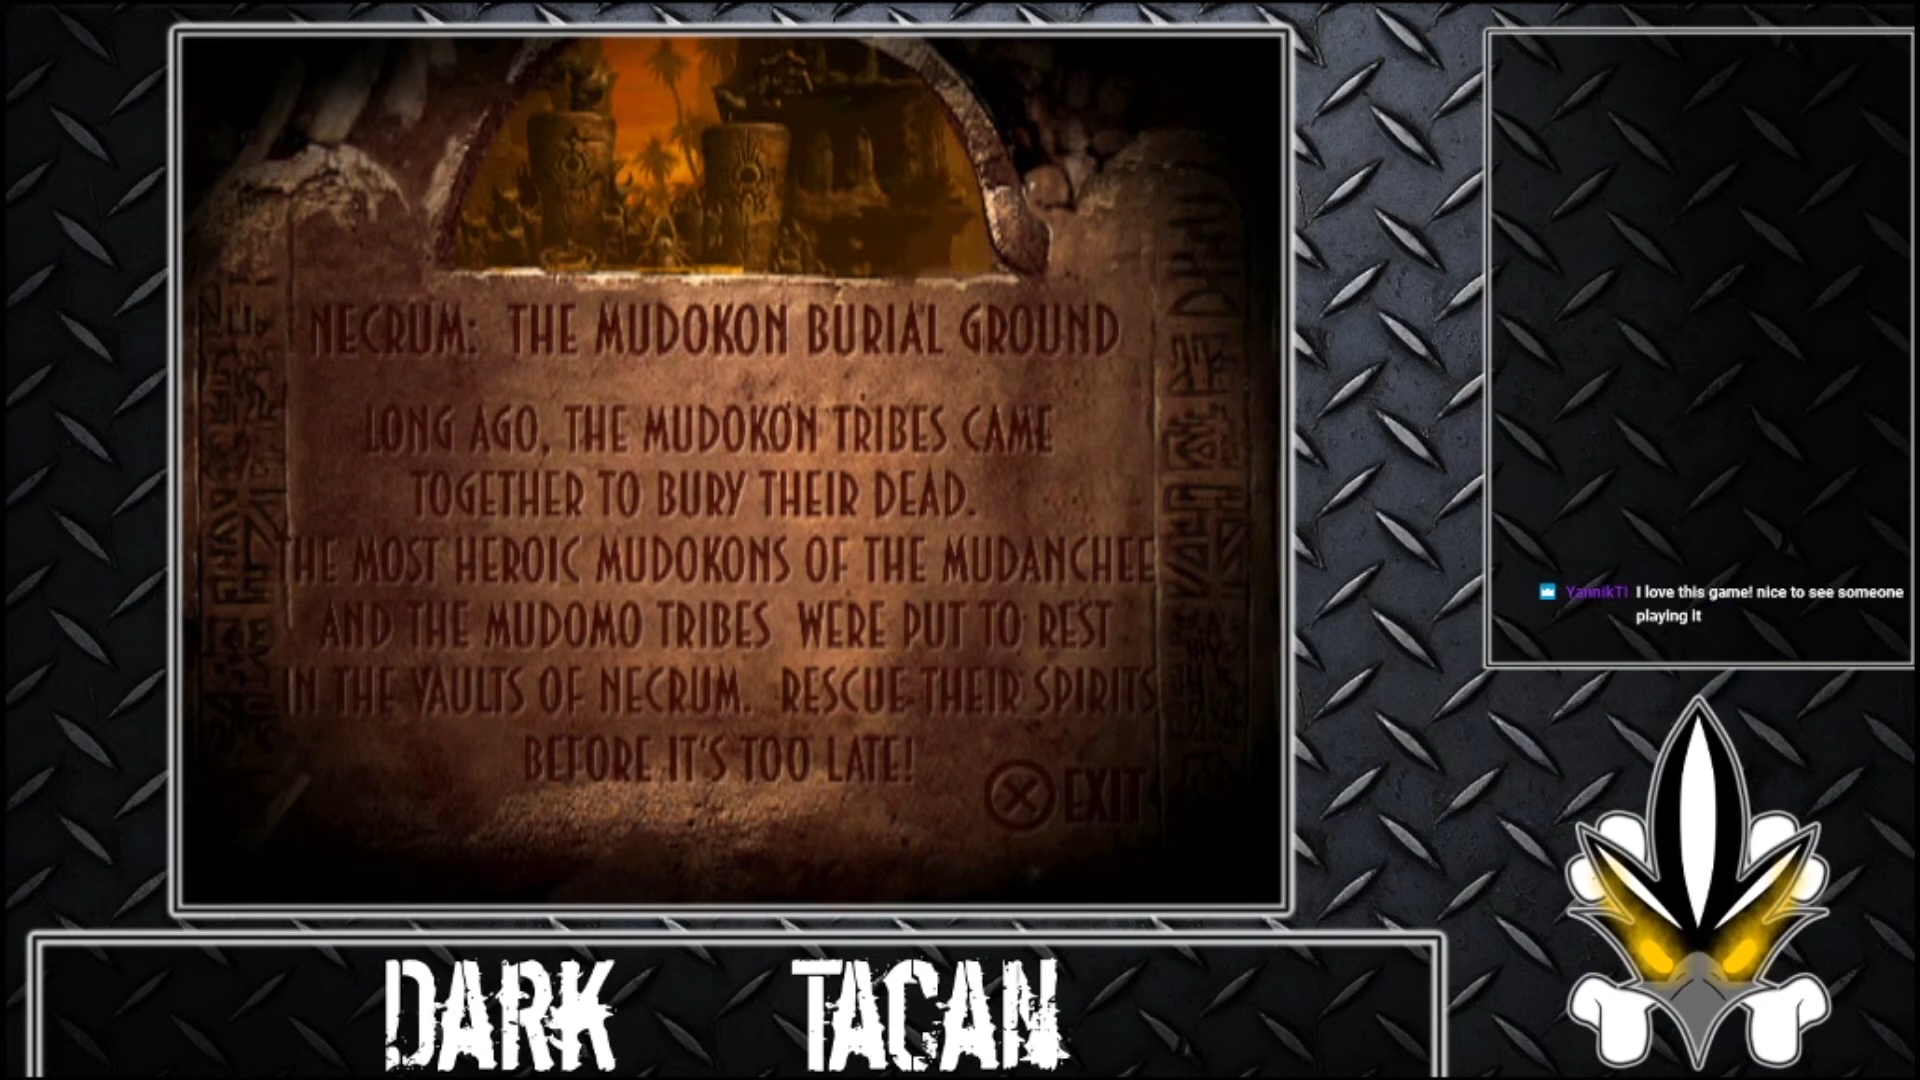 NECRUM: THE MUDOKON BURIAL GROUND
LONG AGO, THE MUDOKON TRIBES CAME
TOGETHER TO BURY THEIR DEAD.
THE MOST HEROIC MUDOKONS OF THE MUDANCHEE
AND THE MUDOMO TRIBES WERE PUT TO REST
IN THE VAULTS OF NECRUM. RESCUE THEIR SPIRITS
BEFORE IT'S TOO LATE!
EXIT
YannikTI I love this game! nice to see someone
playing it
DARK TACAN